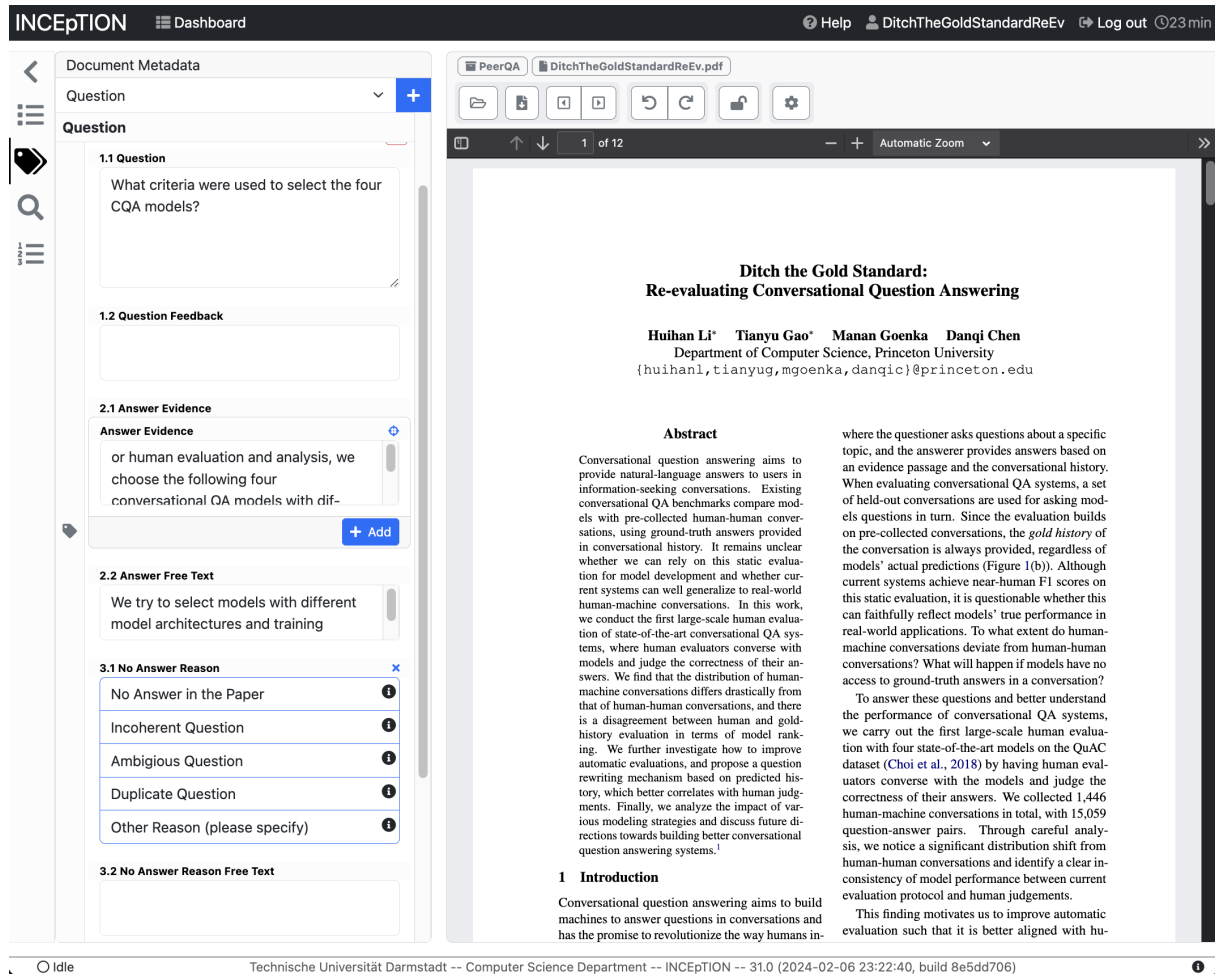 INCEpTION
Dashboard
Help
DitchTheGoldStandardReEv
Log out
23 min
Document Metadata
Question
Question
1.1 Question
What criteria were used to select the four
CQA models?
1.2 Question Feedback
2.1 Answer Evidence
Answer Evidence
or human evaluation and analysis, we
choose the following four
conversational QA models with dif-
+ Add
2.2 Answer Free Text
We try to select models with different
model architectures and training
3.1 No Answer Reason
No Answer in the Paper
Incoherent Question
Ambigious Question
Duplicate Question
Other Reason (please specify)
3.2 No Answer Reason Free Text
PeerQA
DitchTheGoldStandardReEv.pdf
1 of 12
Automatic Zoom
Ditch the Gold Standard:
Re-evaluating Conversational Question Answering
Huihan Li* Tianyu Gao* Manan Goenka Danqi Chen
Department of Computer Science, Princeton University
{huihanl,tianyug,mgoenka,danqic}@princeton.edu
Abstract
Conversational question answering aims to
provide natural-language answers to users in
information-seeking conversations. Existing
conversational QA benchmarks compare mod-
els with pre-collected human-human conver-
sations, using ground-truth answers provided
in conversational history. It remains unclear
whether we can rely on this static evalua-
tion for model development and whether cur-
rent systems can well generalize to real-world
human-machine conversations. In this work,
we conduct the first large-scale human evalua-
tion of state-of-the-art conversational QA sys-
tems, where human evaluators converse with
models and judge the correctness of their an-
swers. We find that the distribution of human-
machine conversations differs drastically from
that of human-human conversations, and there
is a disagreement between human and gold-
history evaluation in terms of model rank-
ing. We further investigate how to improve
automatic evaluations, and propose a question
rewriting mechanism based on predicted his-
tory, which better correlates with human judg-
ments. Finally, we analyze the impact of var-
ious modeling strategies and discuss future di-
rections towards building better conversational
question answering systems.1
1 Introduction
Conversational question answering aims to build
machines to answer questions in conversations and
has the promise to revolutionize the way humans in-
where the questioner asks questions about a specific
topic, and the answerer provides answers based on
an evidence passage and the conversational history.
When evaluating conversational QA systems, a set
of held-out conversations are used for asking mod-
els questions in turn. Since the evaluation builds
on pre-collected conversations, the gold history of
the conversation is always provided, regardless of
models' actual predictions (Figure 1(b)). Although
current systems achieve near-human F1 scores on
this static evaluation, it is questionable whether this
can faithfully reflect models' true performance in
real-world applications. To what extent do human-
machine conversations deviate from human-human
conversations? What will happen if models have no
access to ground-truth answers in a conversation?
To answer these questions and better understand
the performance of conversational QA systems,
we carry out the first large-scale human evalua-
tion with four state-of-the-art models on the QuAC
dataset (Choi et al., 2018) by having human eval-
uators converse with the models and judge the
correctness of their answers. We collected 1,446
human-machine conversations in total, with 15,059
question-answer pairs. Through careful analy-
sis, we notice a significant distribution shift from
human-human conversations and identify a clear in-
consistency of model performance between current
evaluation protocol and human judgements.
This finding motivates us to improve automatic
evaluation such that it is better aligned with hu-
Idle
Technische Universität Darmstadt -- Computer Science Department -- INCEpTION -- 31.0 (2024-02-06 23:22:40, build 8e5dd706)